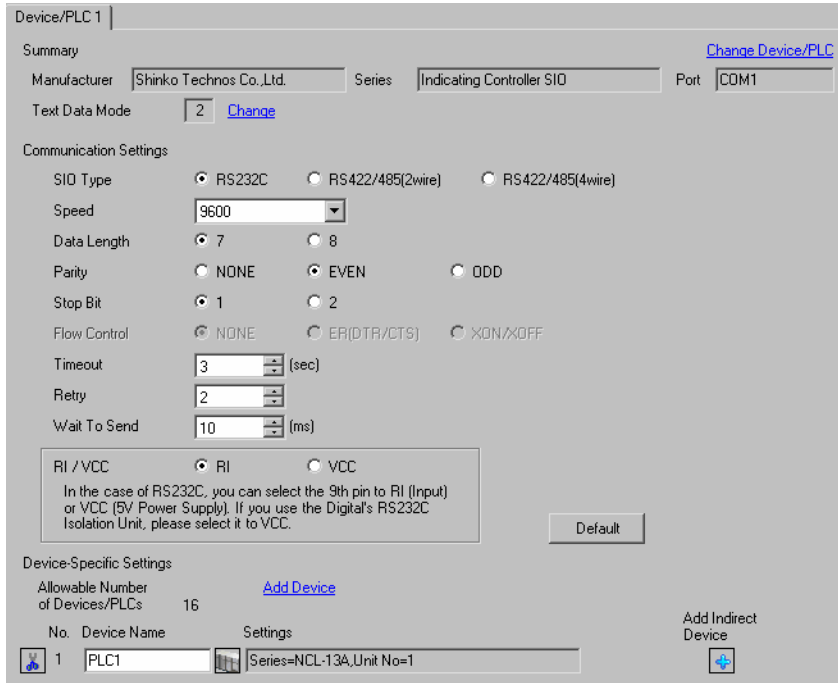 Device/PLC 1
Summary Change Device/PLC
Manufacturer Shinko Technos Co.,Ltd. Series Indicating Controller SIO Port COM1
Text Data Mode 2 Change
Communication Settings
SIO Type RS232C RS422/485(2wire) RS422/485(4wire)
Speed 9600
Data Length 7 8
Parity NONE EVEN ODD
Stop Bit 1 2
Flow Control NONE ER(DTR/CTS) XON/XOFF
Timeout 3 (sec)
Retry 2
Wait To Send 10 (ms)
RI / VCC RI VCC
In the case of RS232C, you can select the 9th pin to RI (Input)
or VCC (5V Power Supply). If you use the Digital's RS232C
Isolation Unit, please select it to VCC.
Default
Device-Specific Settings
Allowable Number Add Device
of Devices/PLCs 16
Add Indirect
No. Device Name Settings Device
1 PLC1 Series=NCL-13A,Unit No=1